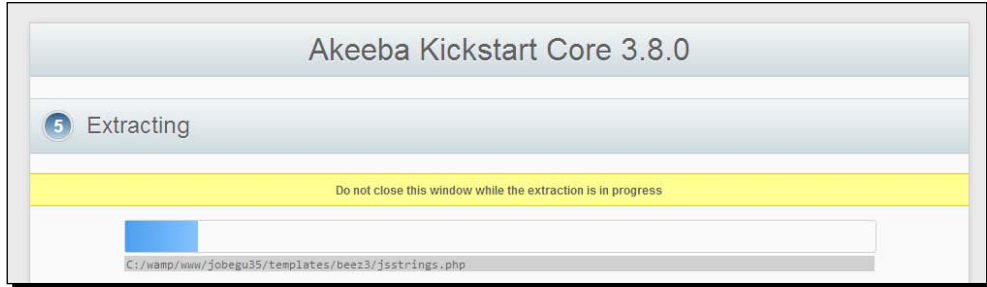 Akeeba Kickstart Core 3.8.0
5 Extracting
Do not close this window while the extraction is in progress
C:/wamp/www/jobegu35/templates/beez3/jsstrings.php